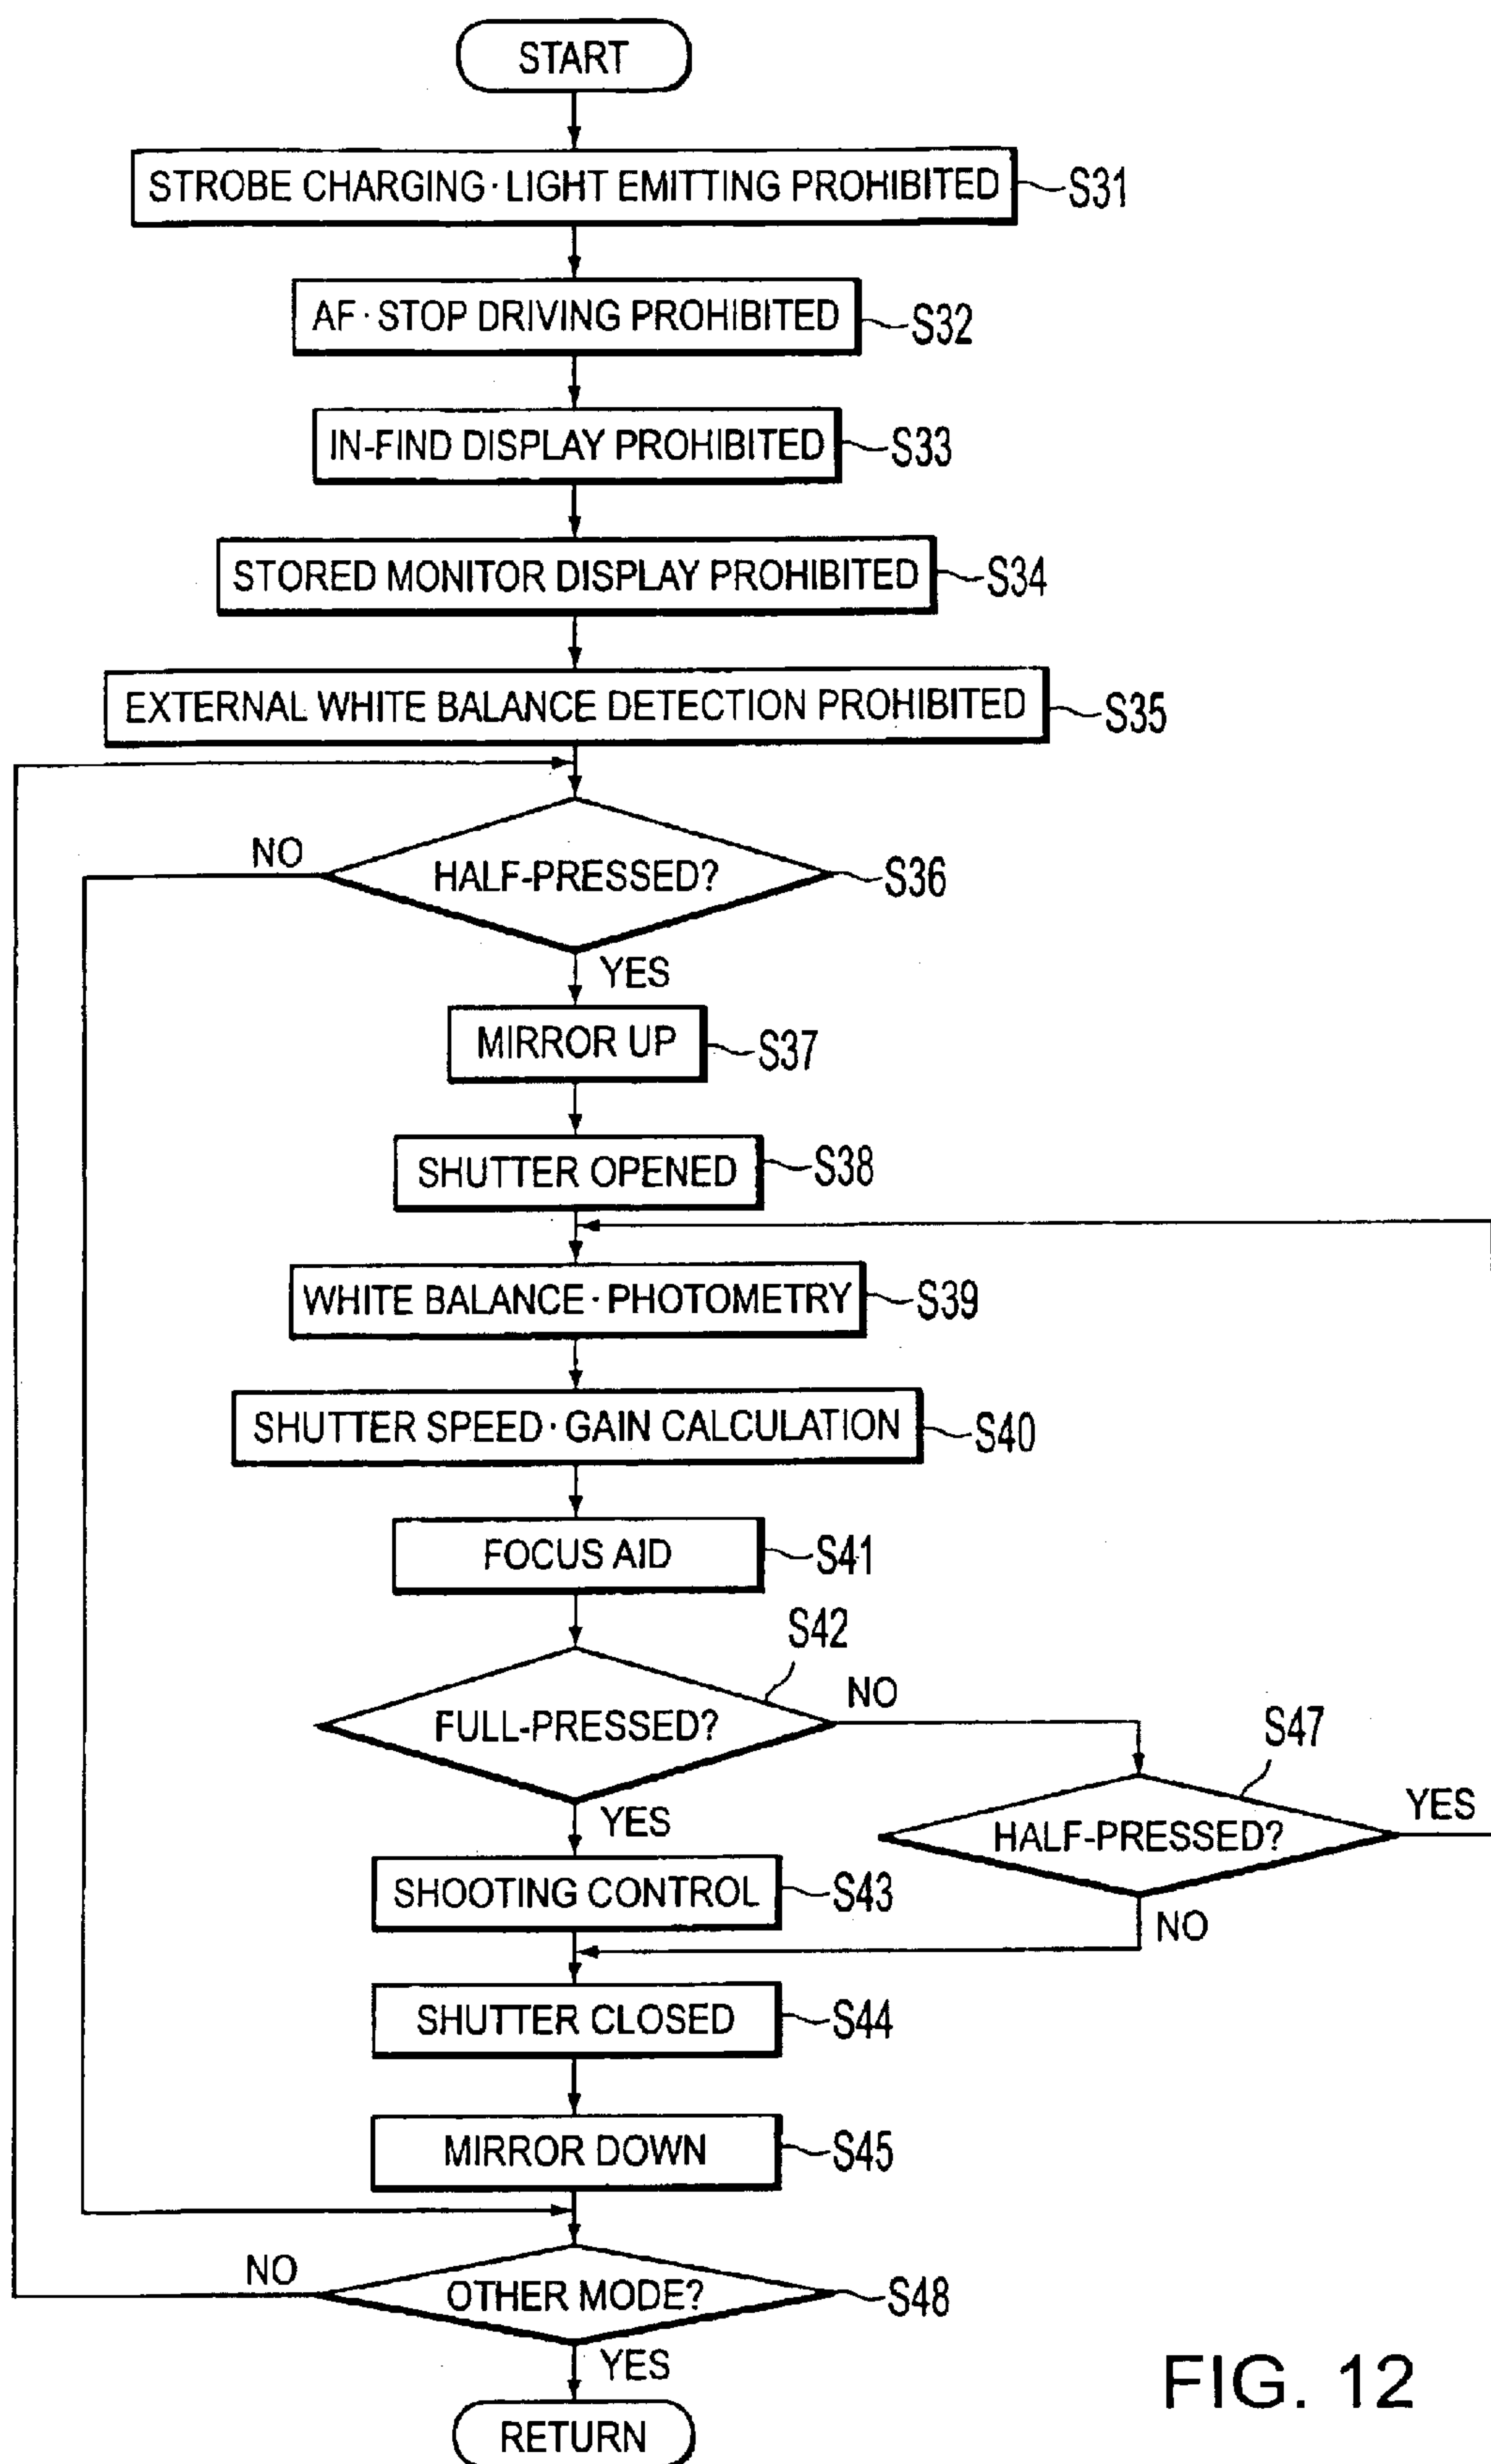 START
STROBE CHARGING·LIGHT EMITTING PROHIBITED
S31
AF·STOP DRIVING PROHIBITED
S32
IN-FIND DISPLAY PROHIBITED
S33
STORED MONITOR DISPLAY PROHIBITED
S34
EXTERNAL WHITE BALANCE DETECTION PROHIBITED
S35
NO
HALF-PRESSED?
S36
YES
MIRROR UP
S37
SHUTTER OPENED
S38
WHITE BALANCE·PHOTOMETRY
S39
SHUTTER SPEED·GAIN CALCULATION
S40
FOCUS AID
S41
S42
FULL-PRESSED?
NO
S47
YES
HALF-PRESSED?
YES
SHOOTING CONTROL
S43
NO
SHUTTER CLOSED
S44
MIRROR DOWN
S45
NO
OTHER MODE?
S48
YES
RETURN
FIG. 12